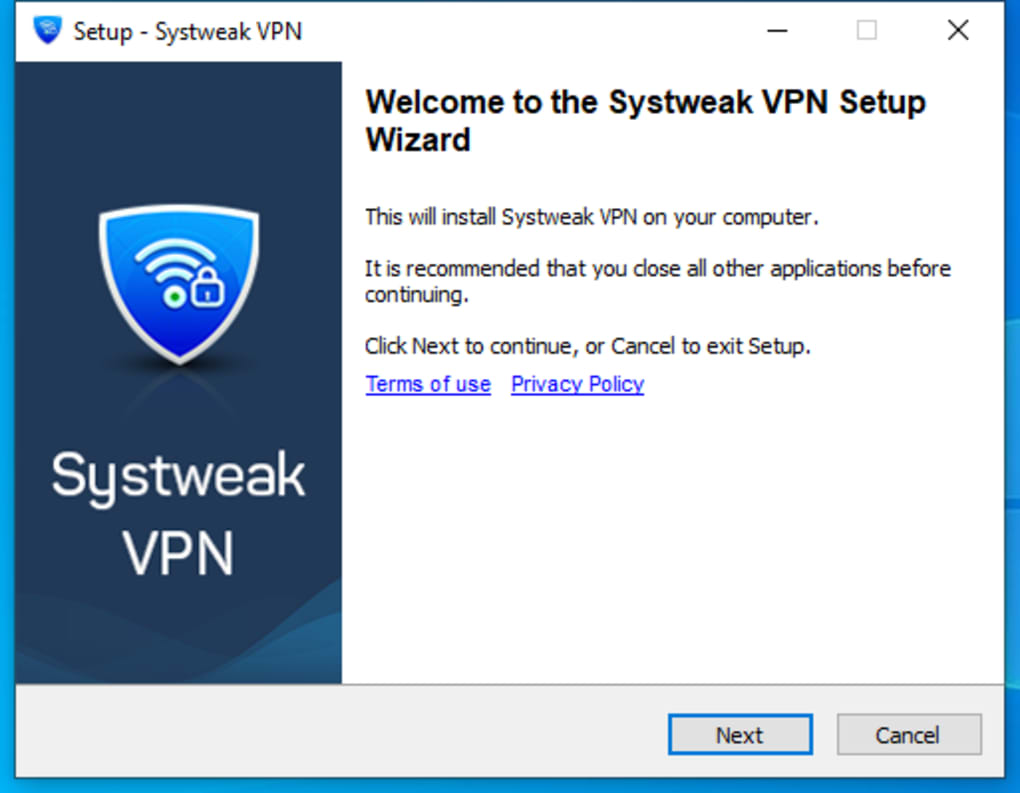 Setup - Systweak VPN
Welcome to the Systweak VPN Setup
Wizard
This will install Systweak VPN on your computer.
It is recommended that you close all other applications before
continuing.
Click Next to continue, or Cancel to exit Setup.
Terms of use Privacy Policy
Systweak
VPN
Next Cancel